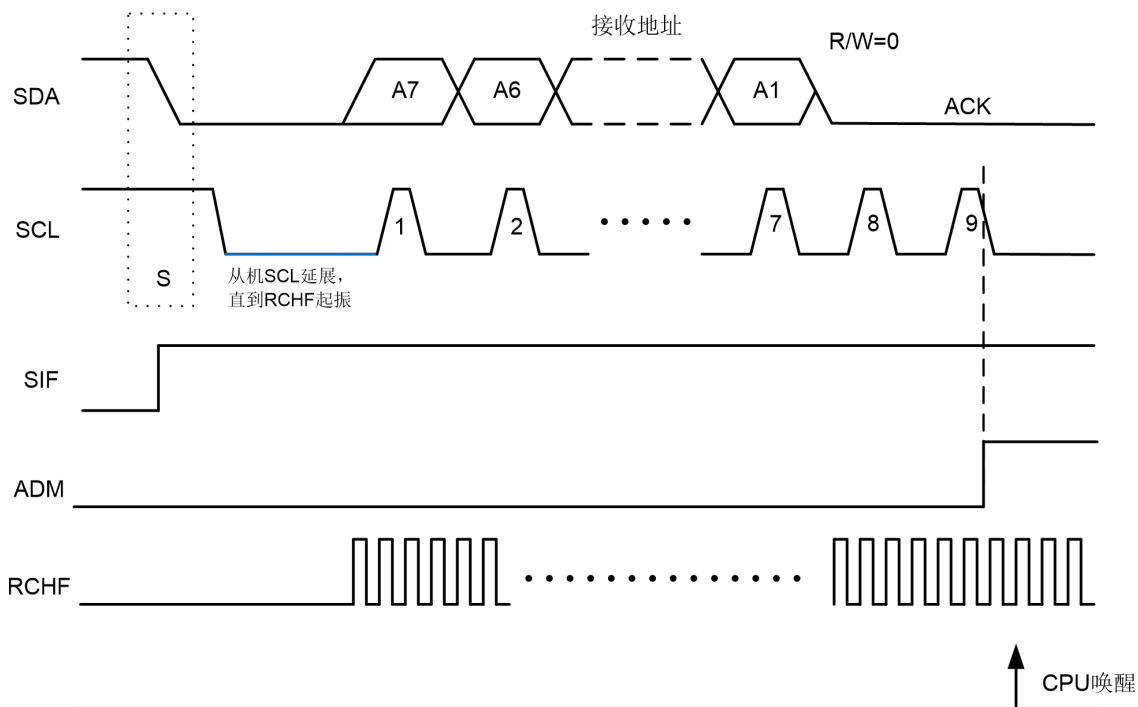 接收地址
R/W=0
SDA
A7
A6
A1
ACK
SCL
1
2
7
8
9
S
从机SCL延展，
直到RCHF起振
SIF
ADM
RCHF
CPU唤醒